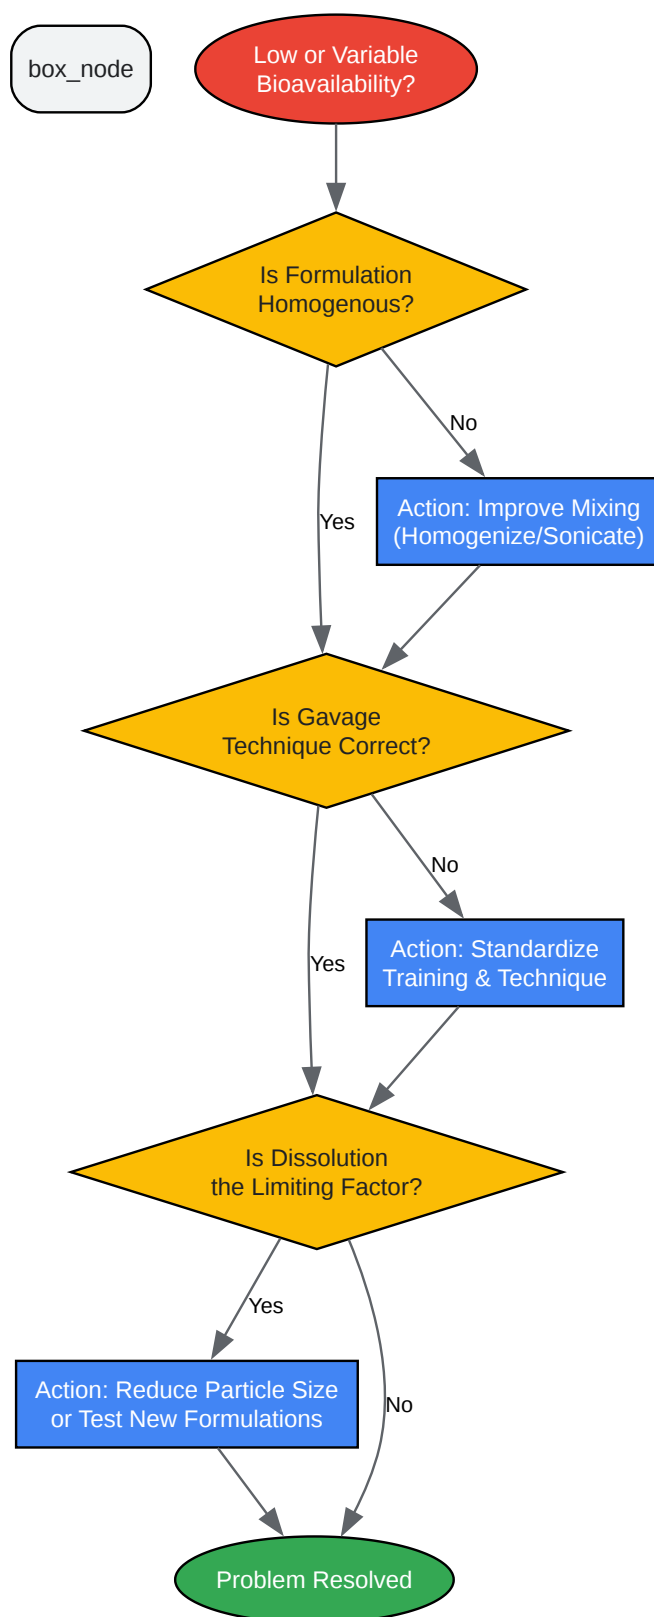 box_node
Low or Variable
Bioavailability?
Is Formulation
Homogenous?
No
Action: Improve Mixing
(Homogenize/Sonicate)
Yes
Is Gavage
Technique Correct?
No
Action: Standardize
Training & Technique
Yes
Is Dissolution
the Limiting Factor?
Yes
Action: Reduce Particle Size
or Test New Formulations
No
Problem Resolved